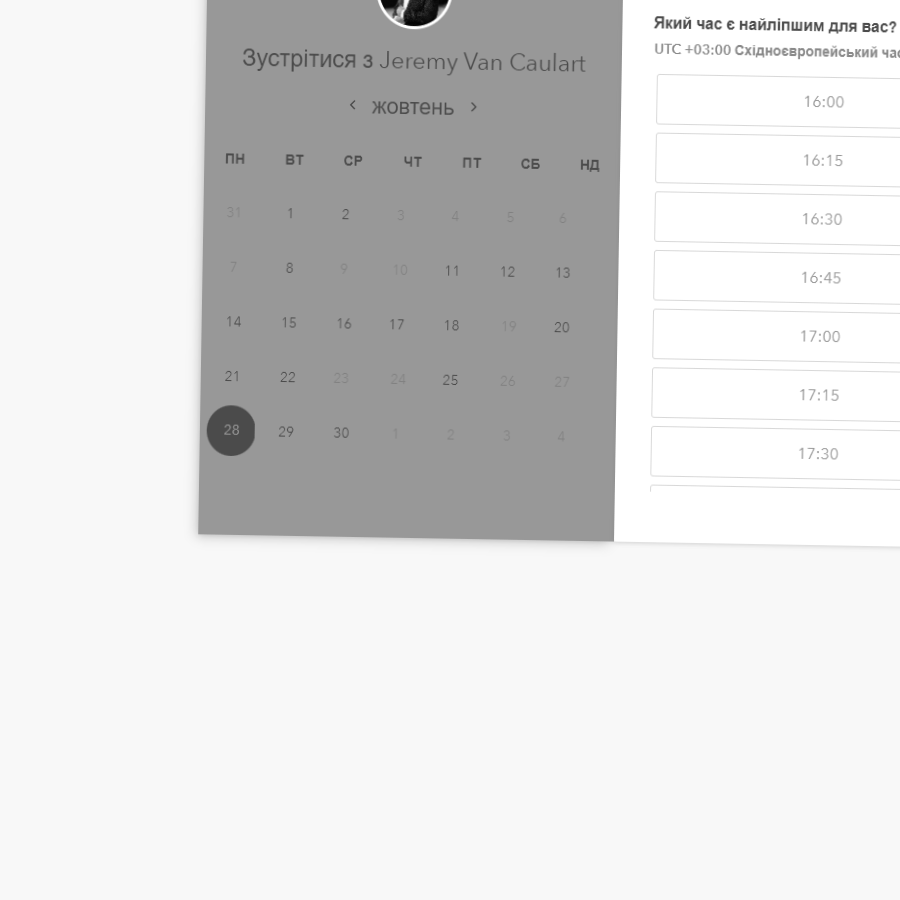 Зустрітися з Jeremy Van Caulart
жовтень
ПН ВТ СР ЧТ ПТ СБ НД
31 1 2 3 4 5 6
7 8 9 10 11 12 13
14 15 16 17 18 19 20
21 22 23 24 25 26 27
28 29 30 1 2 3 4
Який час є найліпшим для вас?
UTC +03:00 Східноєвропейський
16:00
16:15
16:30
16:45
17:00
17:15
17:30